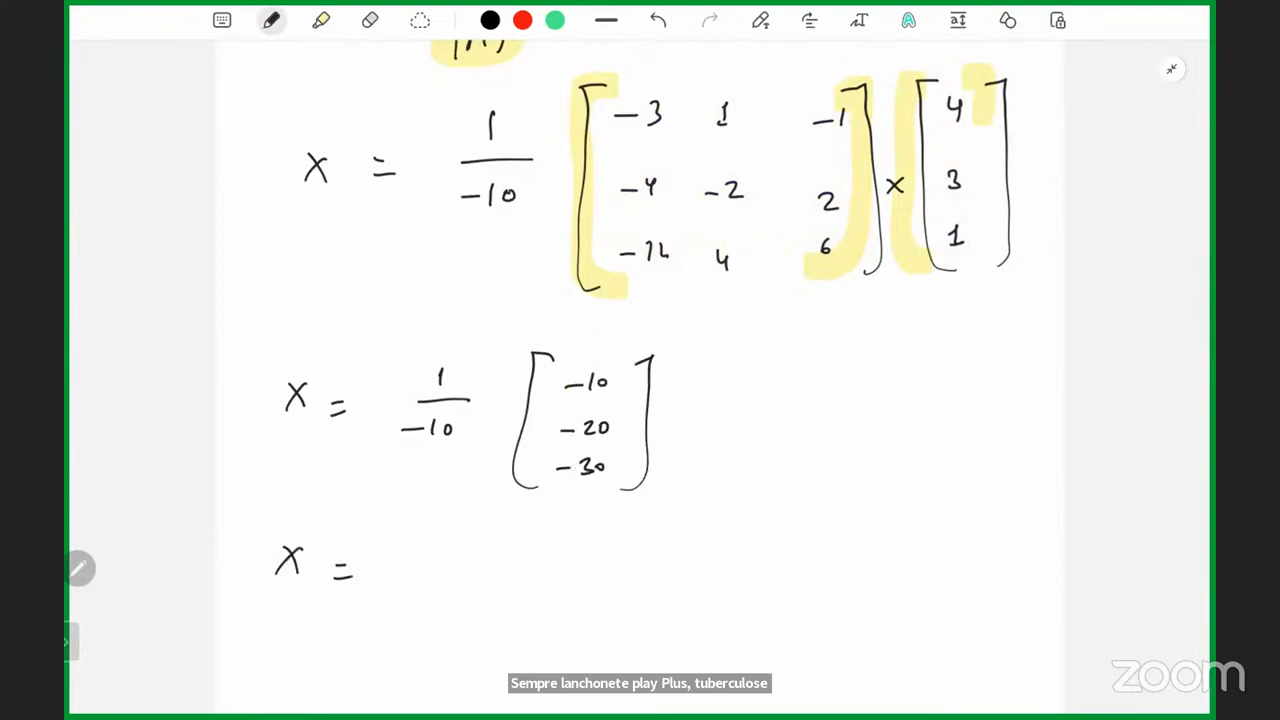 |A|
X = 1/-10 [ -3 1 -1 ] × [ 4 ]
[ -4 -2 2 ] [ 3 ]
[ -12 4 6 ] [ 1 ]
X = 1/-10 [ -10 ]
[ -20 ]
[ -30 ]
X =
Sempre lanchonete play Plus, tuberculose
zoom